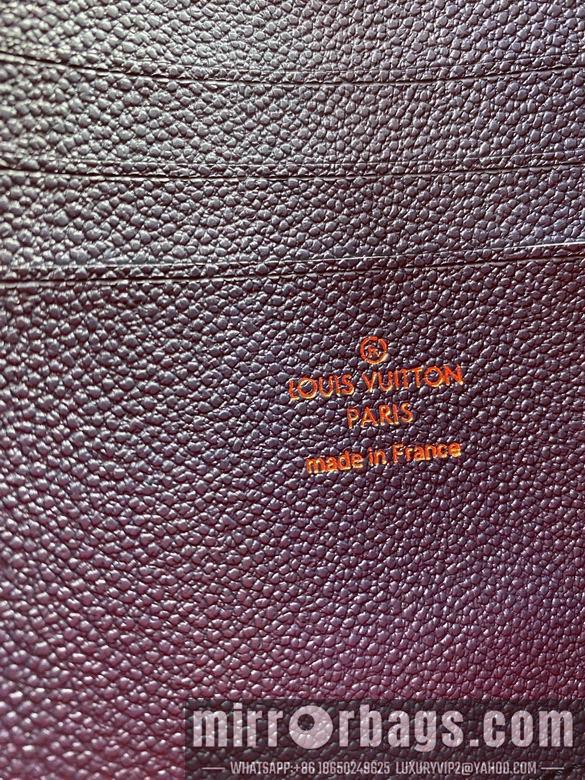 ®
LOUIS VUITTON
PARIS
made in France
mirrorbags.com
WHATSAPP:+86 18650249625 LUXURYVIP2@YAHOO.COM